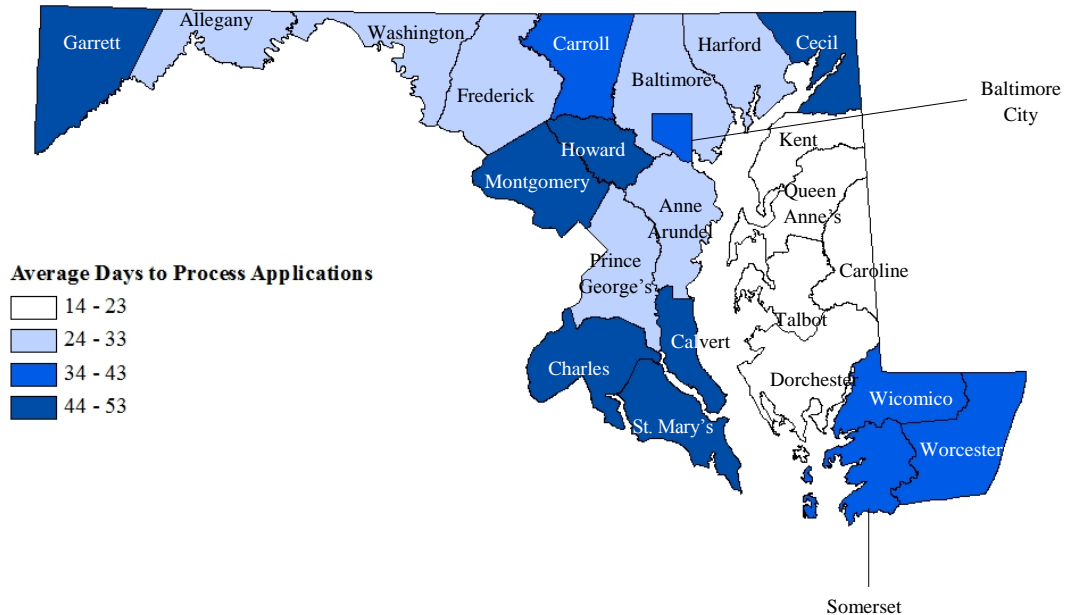 Garrett
Allegany
Washington
Frederick
Carroll
Baltimore
Harford
Cecil
Baltimore
City
Howard
Montgomery
Kent
Queen
Anne's
Anne
Arundel
Prince
George's
Caroline
Talbot
Calvert
Charles
St. Mary's
Dorchester
Wicomico
Worcester
Somerset
Average Days to Process Applications
14 - 23
24 - 33
34 - 43
44 - 53